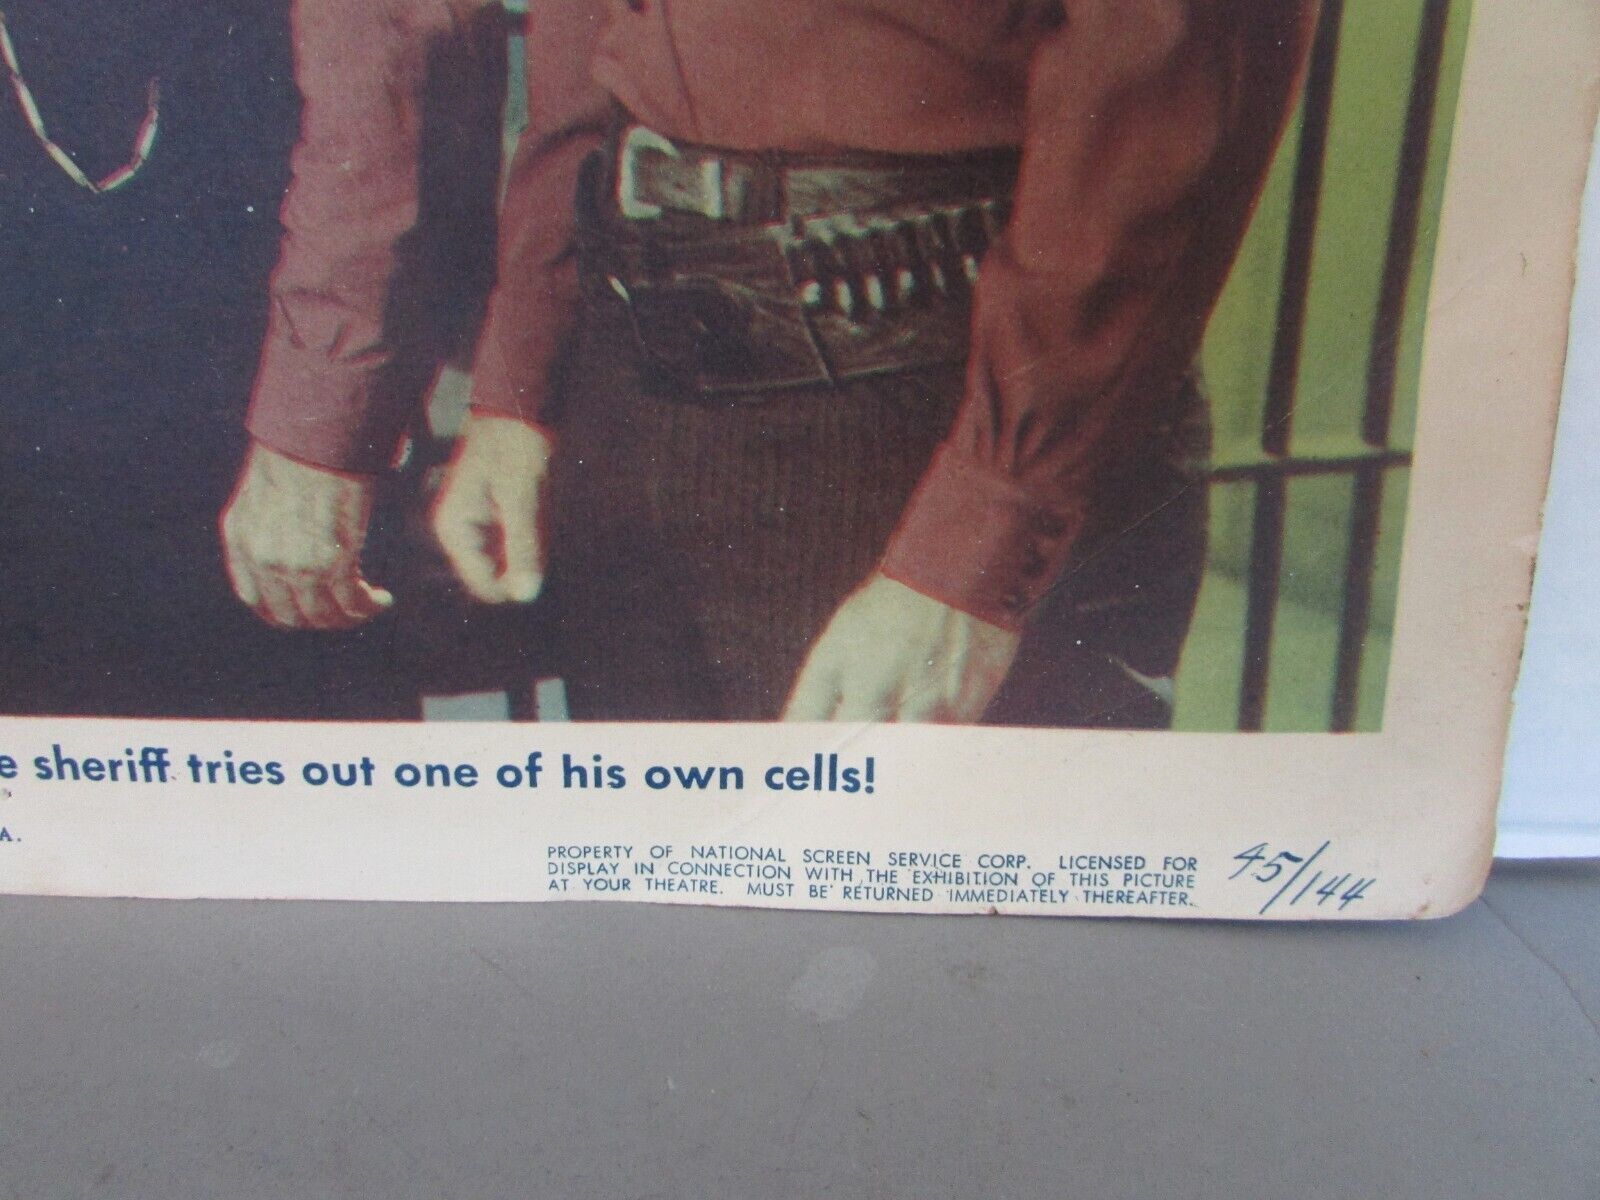 e sheriff tries out one of his own cells!
A.
PROPERTY OF NATIONAL SCREEN SERVICE CORP. LICENSED FOR
DISPLAY IN CONNECTION WITH THE EXHIBITION OF THIS PICTURE
AT YOUR THEATRE. MUST BE RETURNED IMMEDIATELY THEREAFTER.
45/144